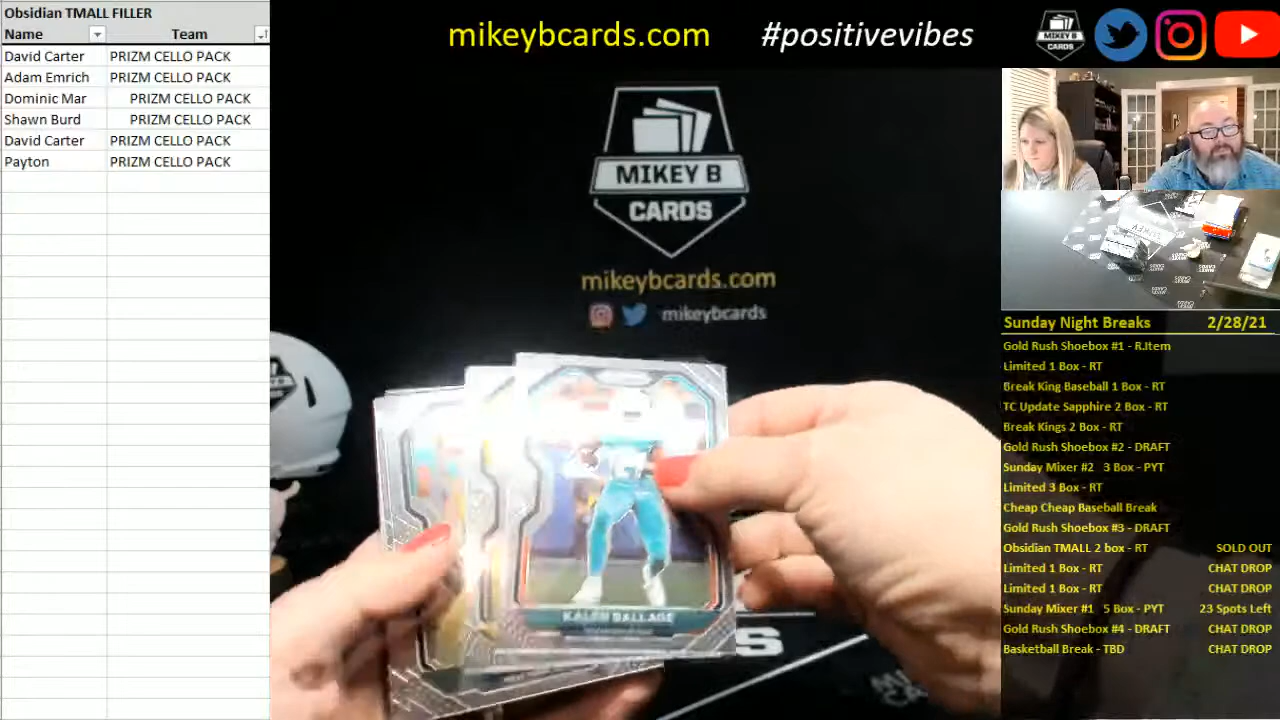 Obsidian TMALL FILLER
Name Team
David Carter PRIZM CELLO PACK
Adam Emrich PRIZM CELLO PACK
Dominic Mar PRIZM CELLO PACK
Shawn Burd PRIZM CELLO PACK
David Carter PRIZM CELLO PACK
Payton PRIZM CELLO PACK
mikeybcards.com #positivevibes
MIKEY B
CARDS
MIKEY B
CARDS
mikeybcards.com
mikeybcards
KALEN BALLAGE
Sunday Night Breaks 2/28/21
Gold Rush Shoebox #1 - R.Item
Limited 1 Box - RT
Break King Baseball 1 Box - RT
TC Update Sapphire 2 Box - RT
Break Kings 2 Box - RT
Gold Rush Shoebox #2 - DRAFT
Sunday Mixer #2 3 Box - PYT
Limited 3 Box - RT
Cheap Cheap Baseball Break
Gold Rush Shoebox #3 - DRAFT
Obsidian TMALL 2 box - RT SOLD OUT
Limited 1 Box - RT CHAT DROP
Limited 1 Box - RT CHAT DROP
Sunday Mixer #1 5 Box - PYT 23 Spots Left
Gold Rush Shoebox #4 - DRAFT CHAT DROP
Basketball Break - TBD CHAT DROP